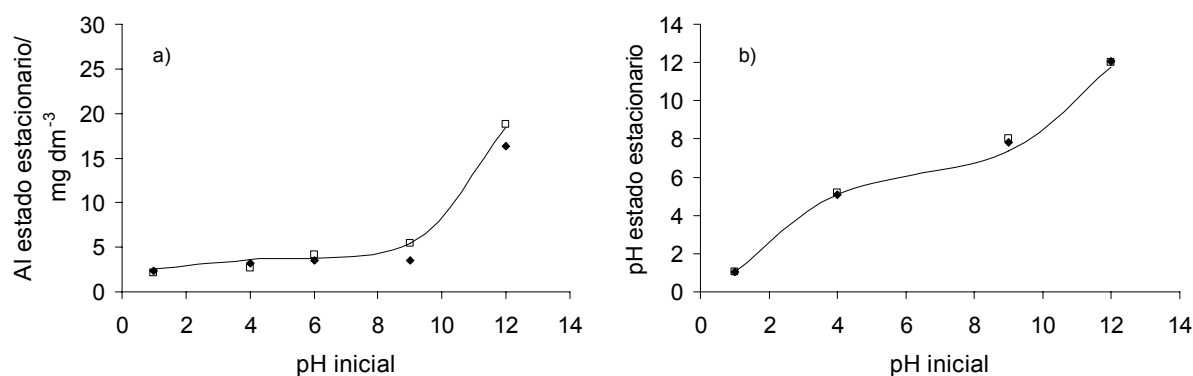 a)
Al estado estacionario/
mg dm⁻³
30
25
20
15
10
5
0
0 2 4 6 8 10 12 14
pH inicial
b)
pH estado estacionario
14
12
10
8
6
4
2
0
0 2 4 6 8 10 12 14
pH inicial